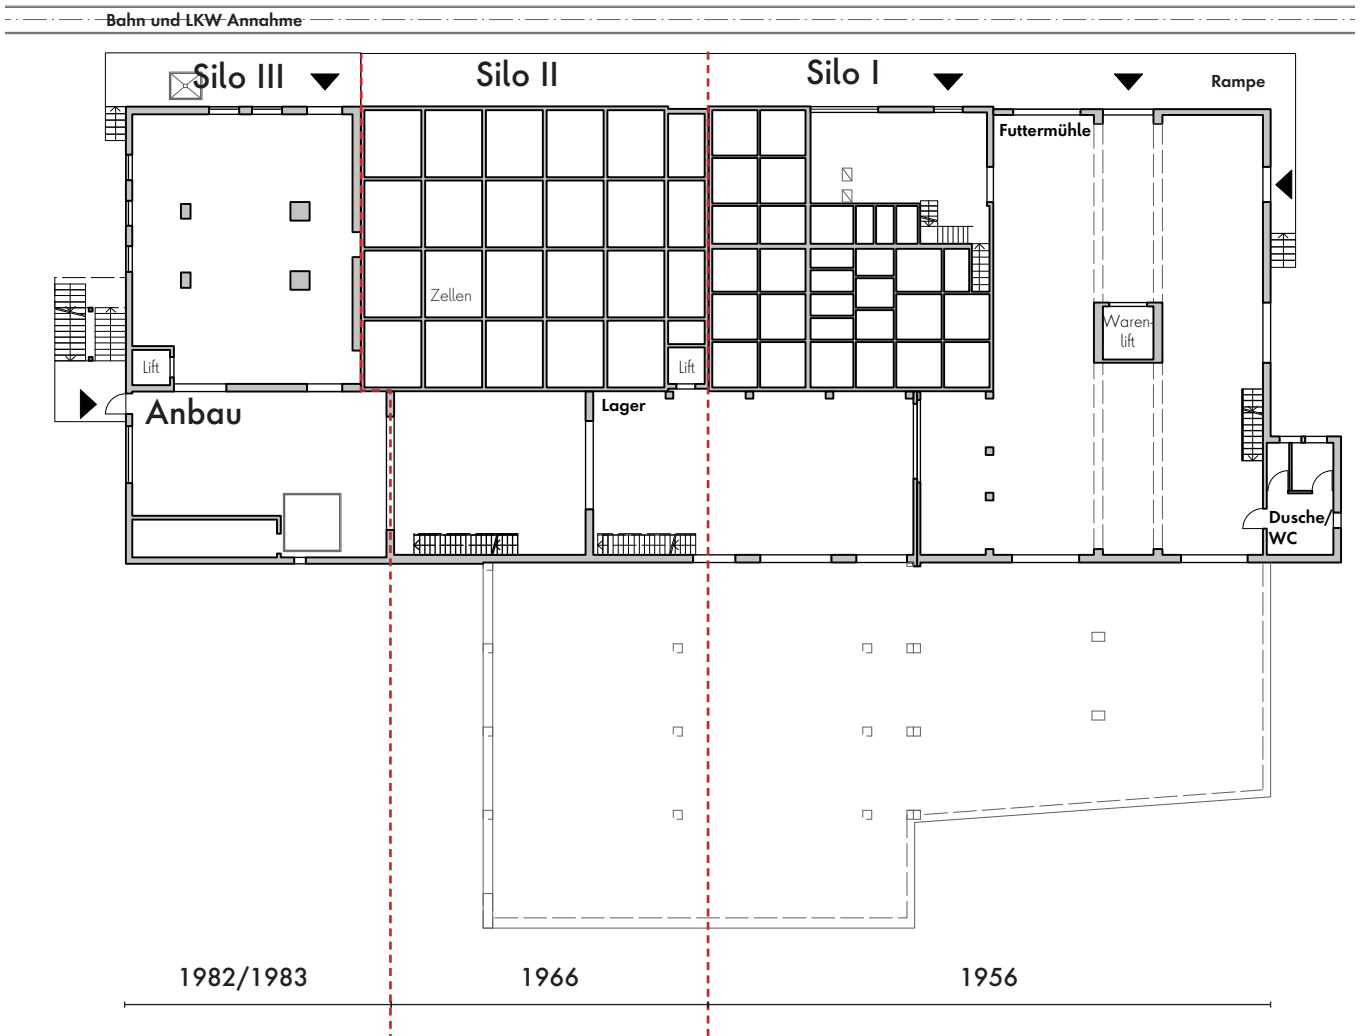 Bahn und LKW Annahme
Silo III
Silo II
Silo I
Rampe
Futtermühle
Zellen
Waren-
lift
Lift
Lift
Anbau
Lager
Dusche/
WC
1982/1983
1966
1956